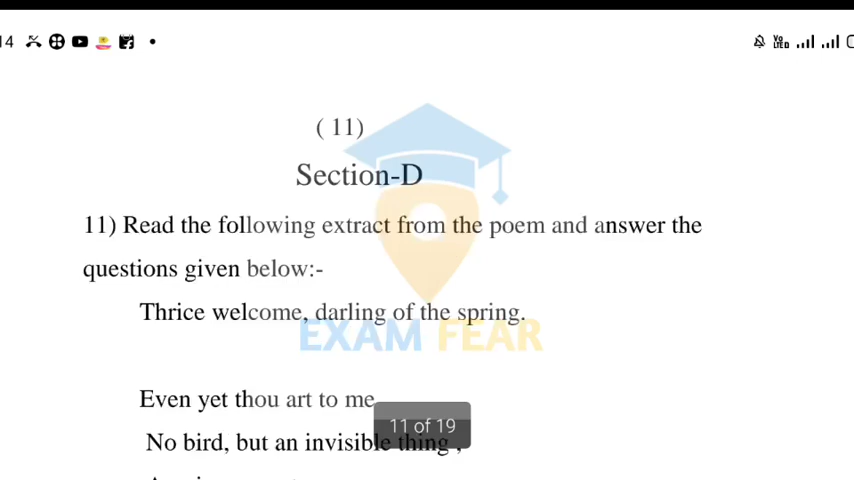 14
( 11)
Section-D
11) Read the following extract from the poem and answer the
questions given below:-
Thrice welcome, darling of the spring.
EXAM FEAR
Even yet thou art to me
11 of 19
No bird, but an invisible thing ,